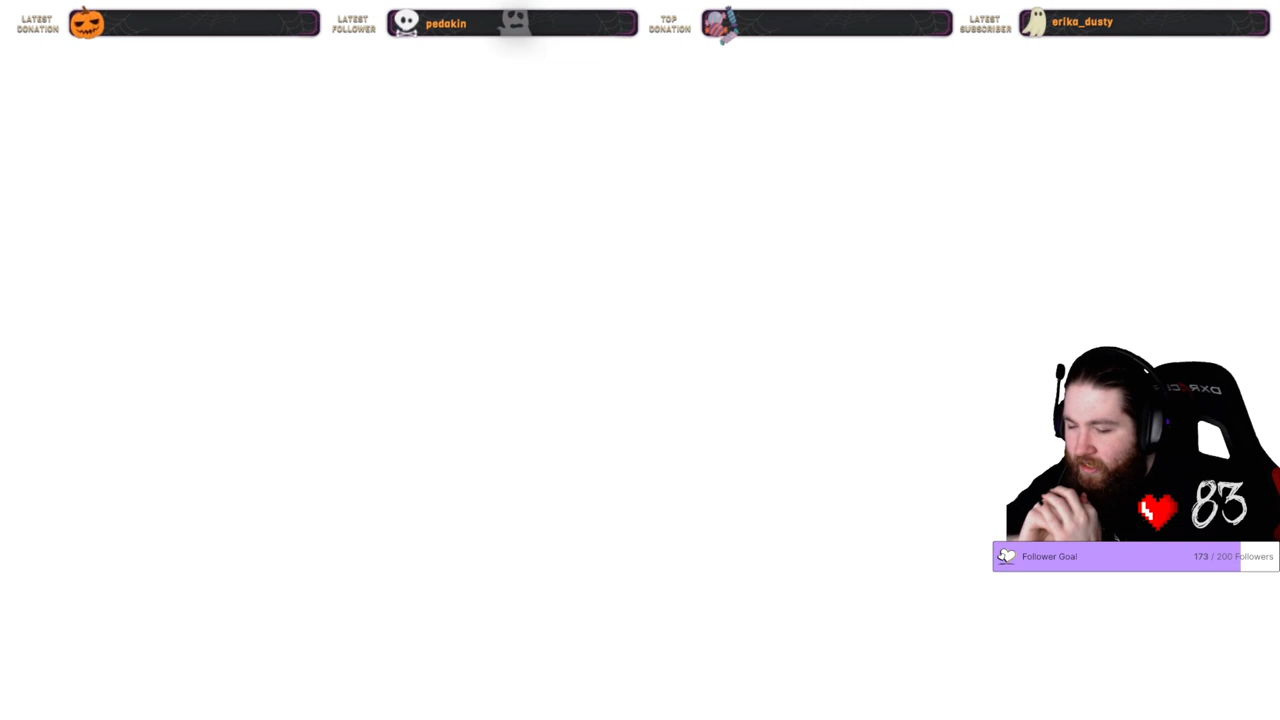 LATEST
DONATION
LATEST
FOLLOWER
pedakin
TOP
DONATION
LATEST
SUBSCRIBER
erika_dusty
83
Follower Goal
173 / 200 Followers